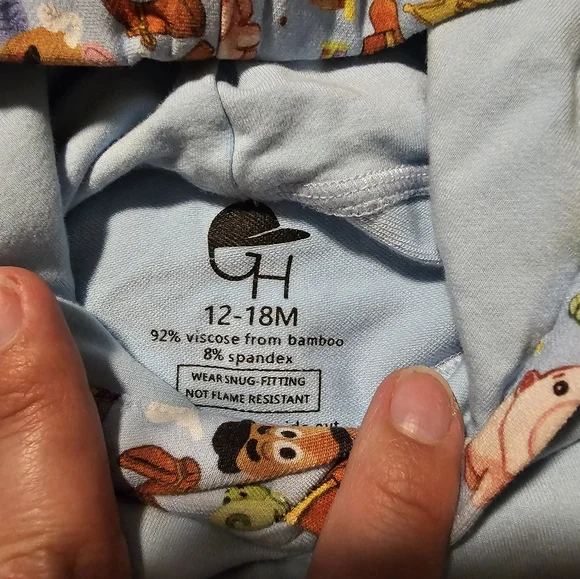 GH
12-18M
92% viscose from bamboo
8% spandex
WEAR SNUG-FITTING
NOT FLAME RESISTANT